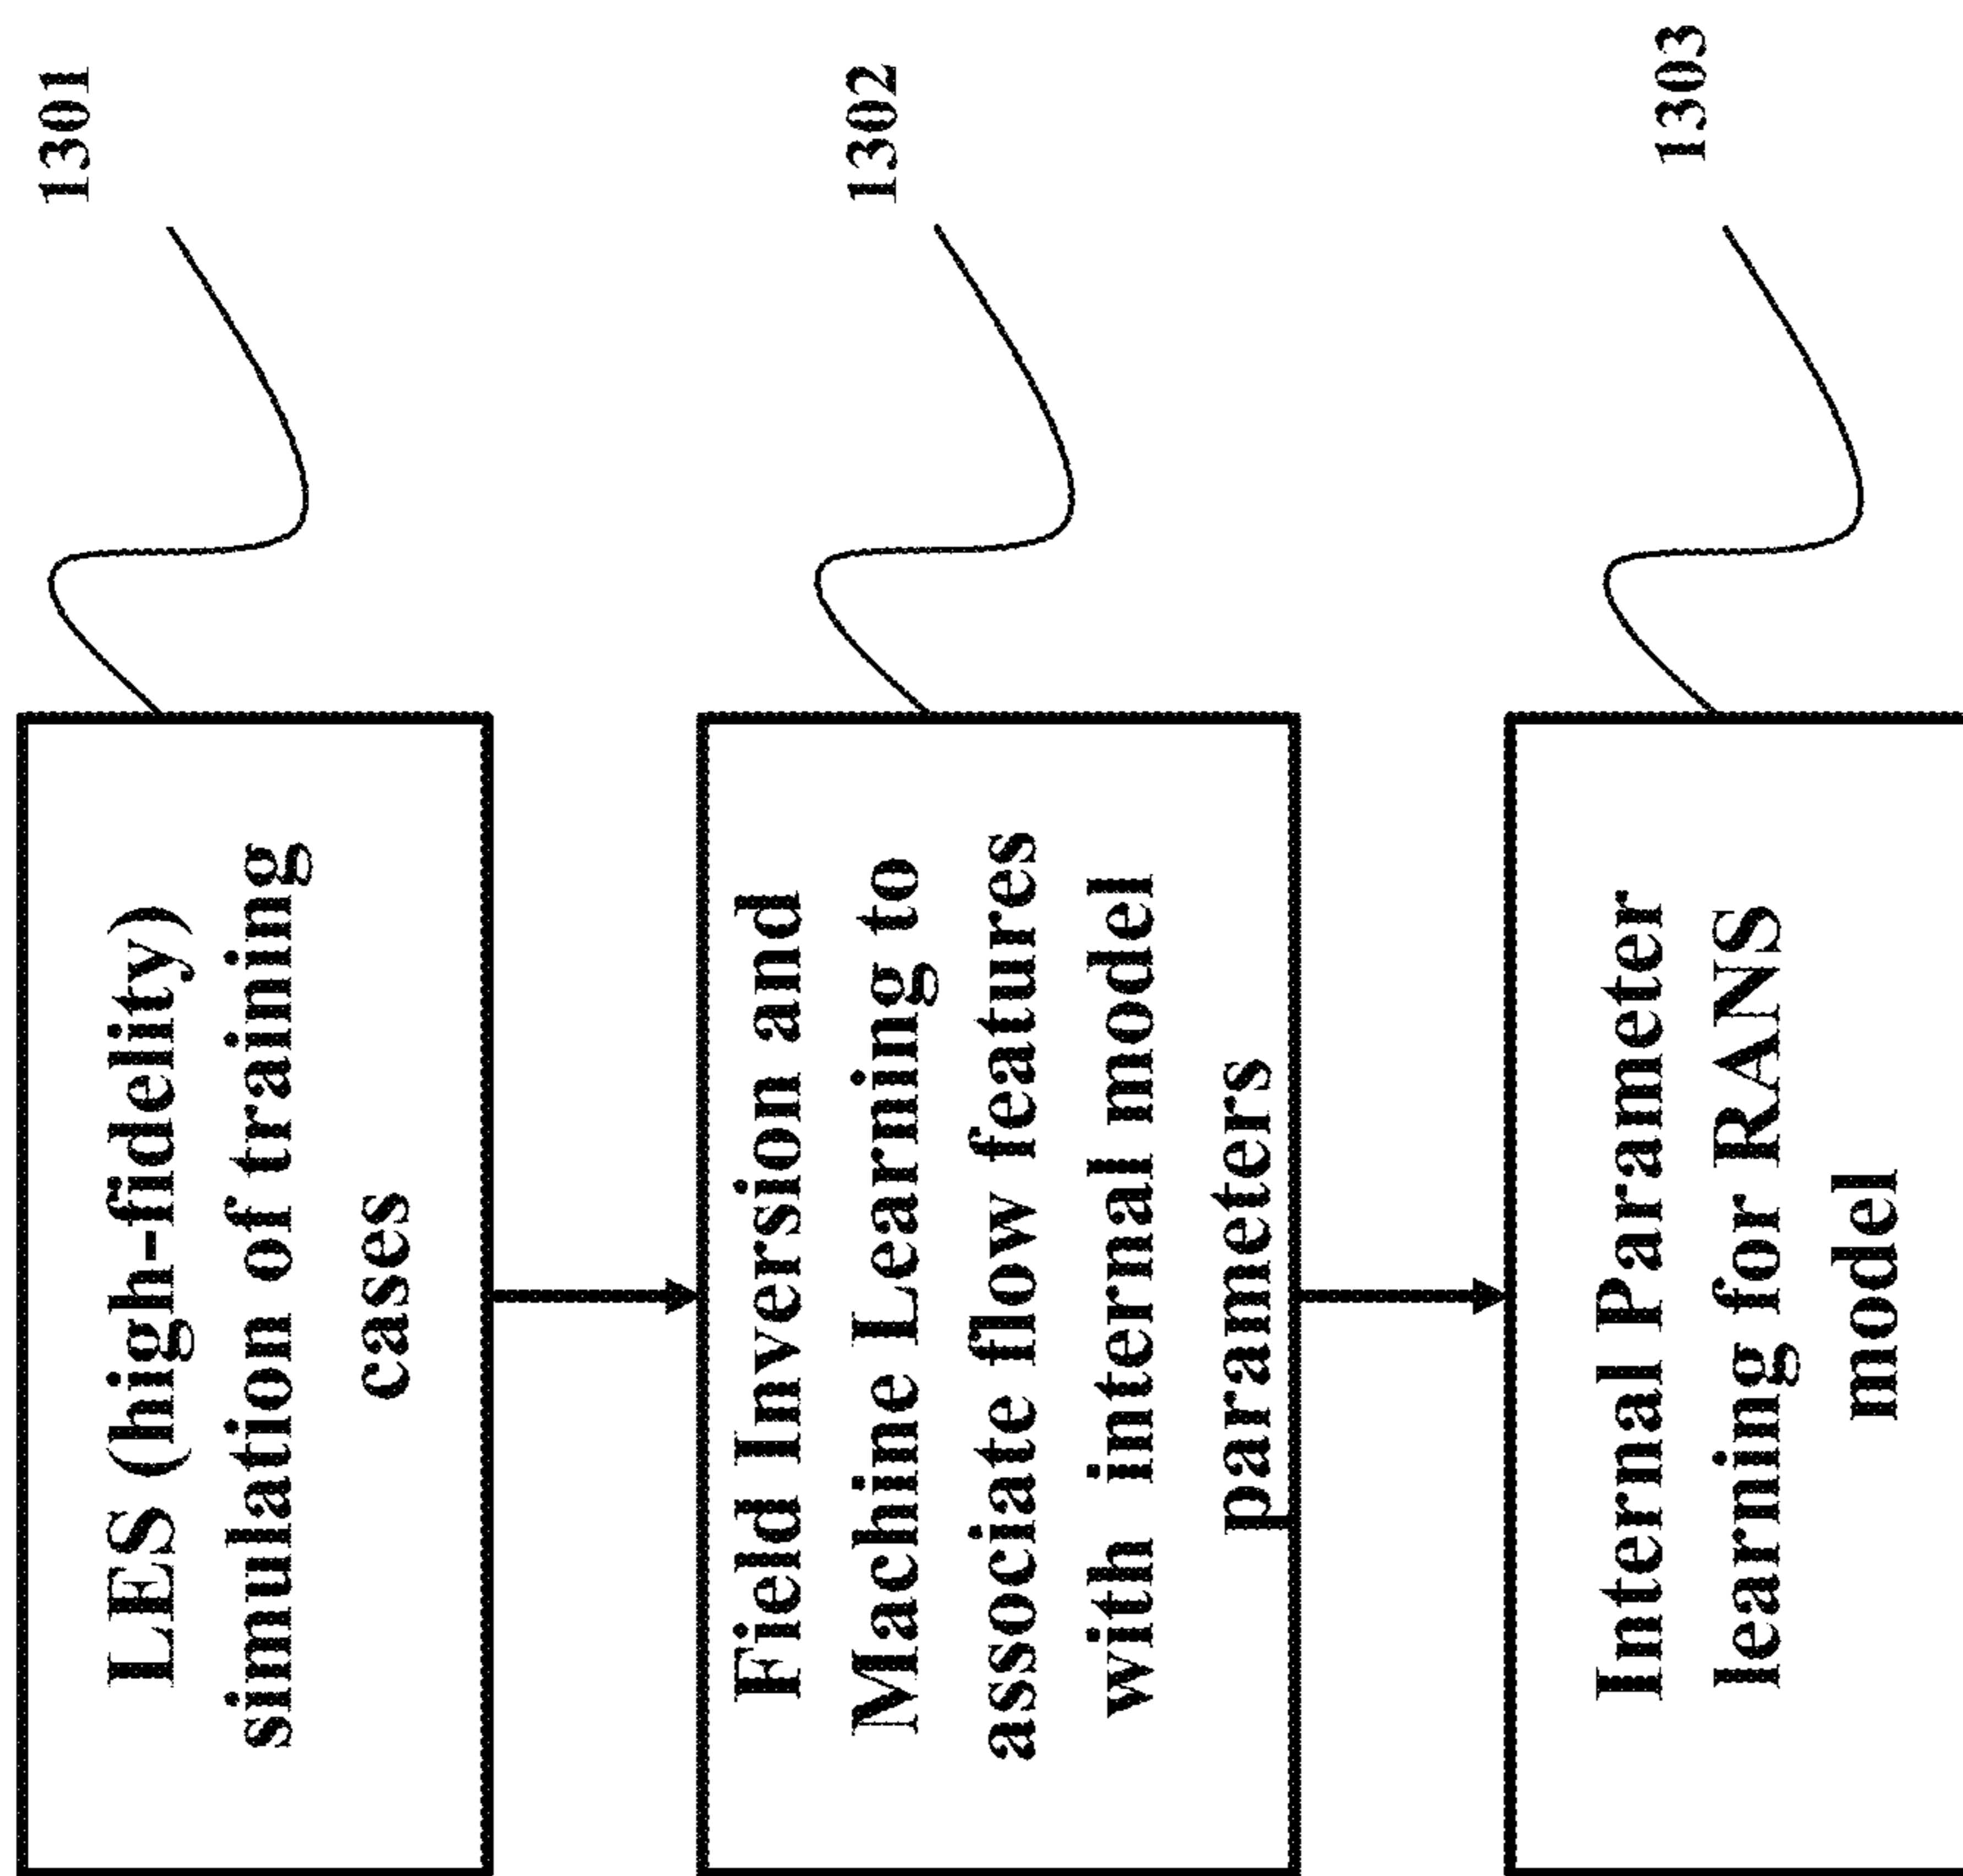 1301
LES (high-fidelity)
simulation of training
cases
1302
Field Inversion and
Machine Learning to
associate flow features
with internal model
parameters
1303
Internal Parameter
learning for RANS
model